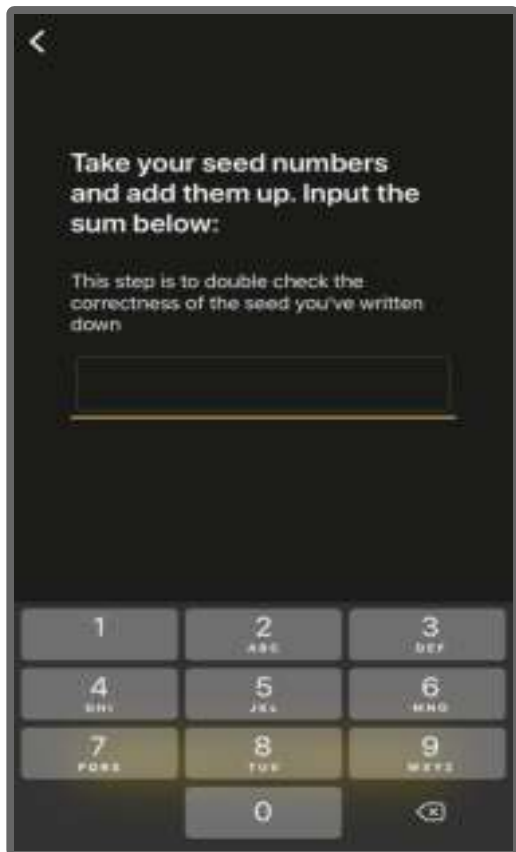 Take your seed numbers
and add them up. Input the
sum below:
This step is to double check the
correctness of the seed you've written
down
1
2
ABC
3
DEF
4
GHI
5
JKL
6
MNO
7
PQRS
8
TUV
9
WXYZ
0